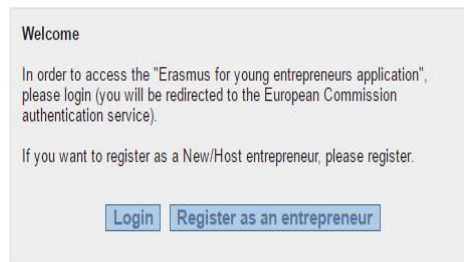 Welcome
In order to access the "Erasmus for young entrepreneurs application",
please login (you will be redirected to the European Commission
authentication service).
If you want to register as a New/Host entrepreneur, please register.
Login Register as an entrepreneur